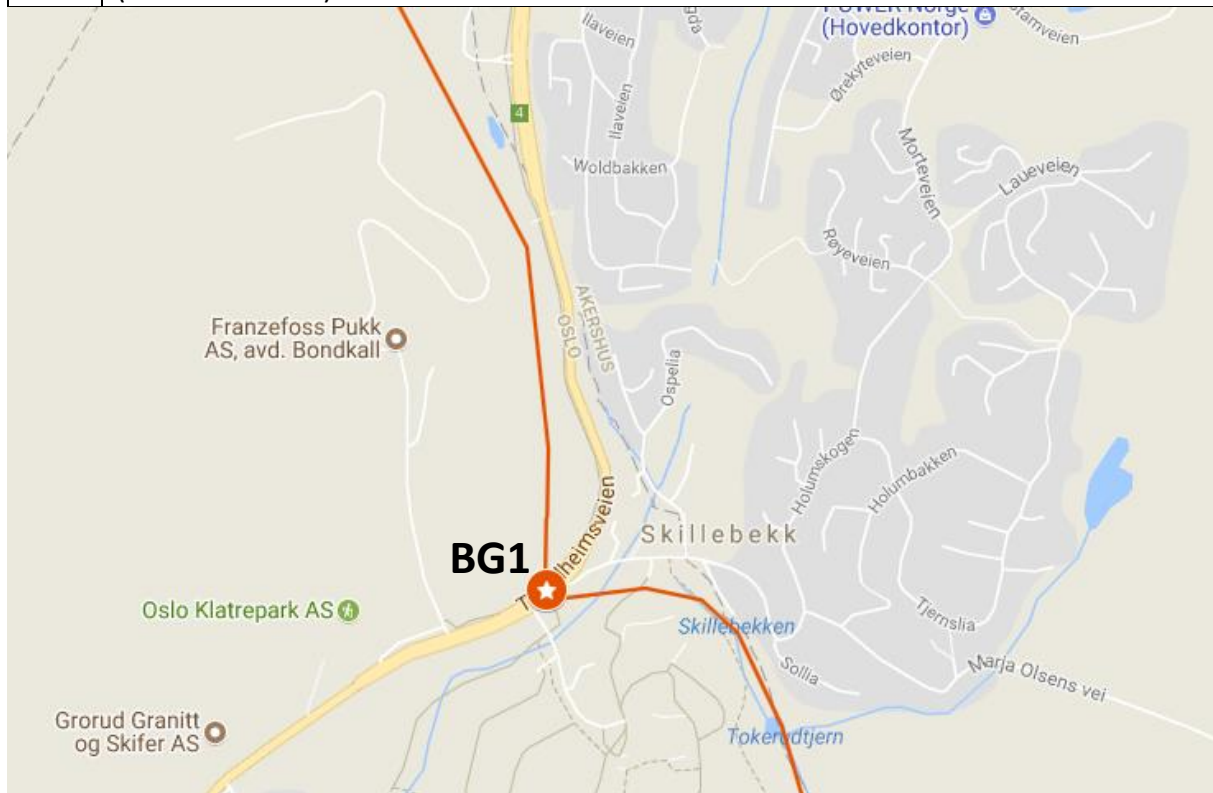 POWER Norge
(Hovedkontor)
Ilaveien
Ørekyteveien
4
Ilaveien
Woldbakken
Morteveien
Laueveien
Røyeveien
AKERSHUS
OSLO
Franzefoss Pukk
AS, avd. Bondkall
Ospelia
Holumskogen
Holumbakken
Skillebekk
BG1
Oslo Klatrepark AS
Skillebekken
Tjernslia
Sollia
Marja Olsens vei
Grorud Granitt
og Skifer AS
Tokerudtjern